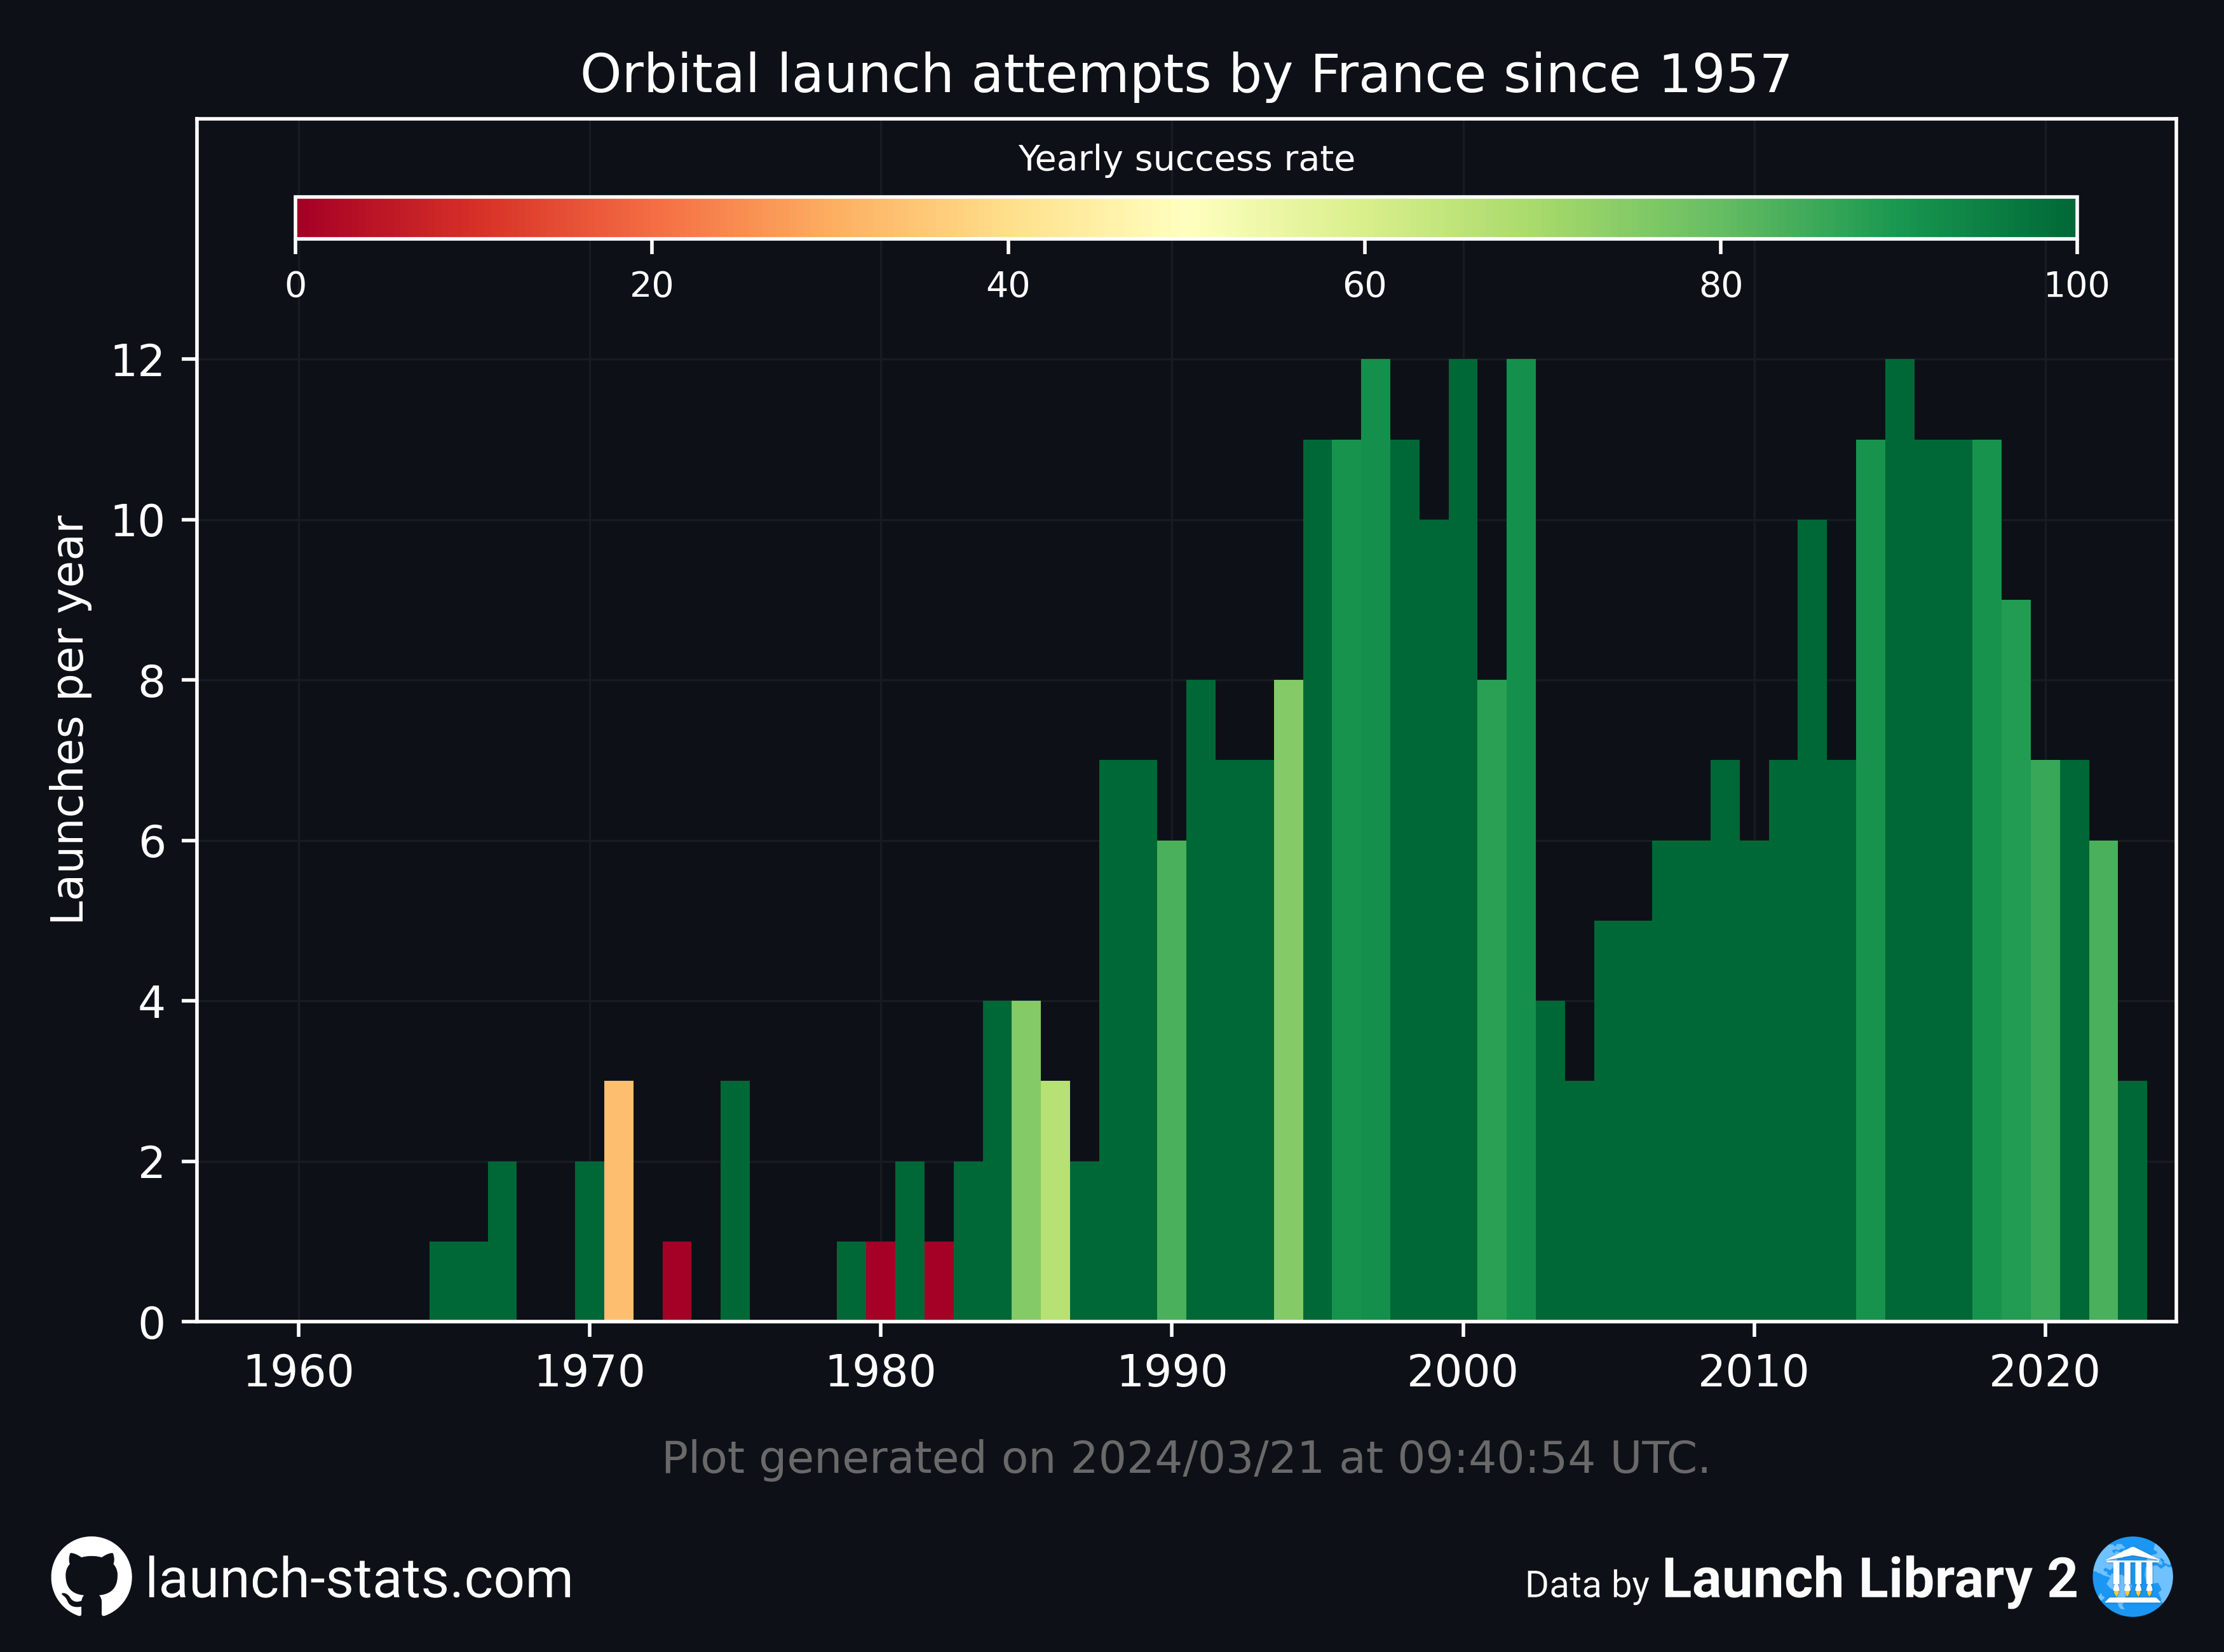 Orbital launch attempts by France since 1957
Yearly success rate
0 20 40 60 80 100
Launches per year
12
10
8
6
4
2
0
1960 1970 1980 1990 2000 2010 2020
Plot generated on 2024/03/21 at 09:40:54 UTC.
launch-stats.com
Data by Launch Library 2